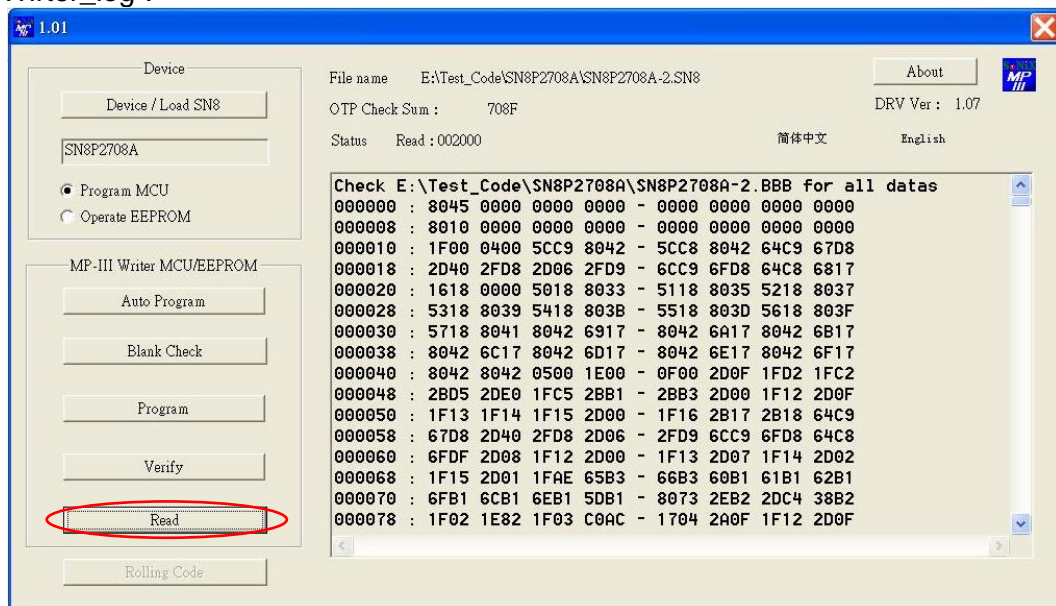 1.01
Device
Device / Load SN8
SN8P2708A
Program MCU
Operate EEPROM
MP-III Writer MCU/EEPROM
Auto Program
Blank Check
Program
Verify
Read
Rolling Code
File name E:\Test_Code\SN8P2708A\SN8P2708A-2.SN8
OTP Check Sum : 708F
Status Read : 002000
About
DRV Ver : 1.07
简体中文 English
Check E:\Test_Code\SN8P2708A\SN8P2708A-2.BBB for all datas
000000 : 8045 0000 0000 0000 - 0000 0000 0000 0000
000008 : 8010 0000 0000 0000 - 0000 0000 0000 0000
000010 : 1F00 0400 5CC9 8042 - 5CC8 8042 64C9 67D8
000018 : 2D40 2FD8 2D06 2FD9 - 6CC9 6FD8 64C8 6817
000020 : 1618 0000 5018 8033 - 5118 8035 5218 8037
000028 : 5318 8039 5418 803B - 5518 803D 5618 803F
000030 : 5718 8041 8042 6917 - 8042 6A17 8042 6B17
000038 : 8042 6C17 8042 6D17 - 8042 6E17 8042 6F17
000040 : 8042 8042 0500 1E00 - 0F00 2D0F 1FD2 1FC2
000048 : 2BD5 2DE0 1FC5 2BB1 - 2BB3 2D00 1F12 2D0F
000050 : 1F13 1F14 1F15 2D00 - 1F16 2B17 2B18 64C9
000058 : 67D8 2D40 2FD8 2D06 - 2FD9 6CC9 6FD8 64C8
000060 : 6FDF 2D08 1F12 2D00 - 1F13 2D07 1F14 2D02
000068 : 1F15 2D01 1FAE 65B3 - 66B3 60B1 61B1 62B1
000070 : 6FB1 6CB1 6EB1 5DB1 - 8073 2EB2 2DC4 38B2
000078 : 1F02 1E82 1F03 C0AC - 1704 2A0F 1F12 2D0F